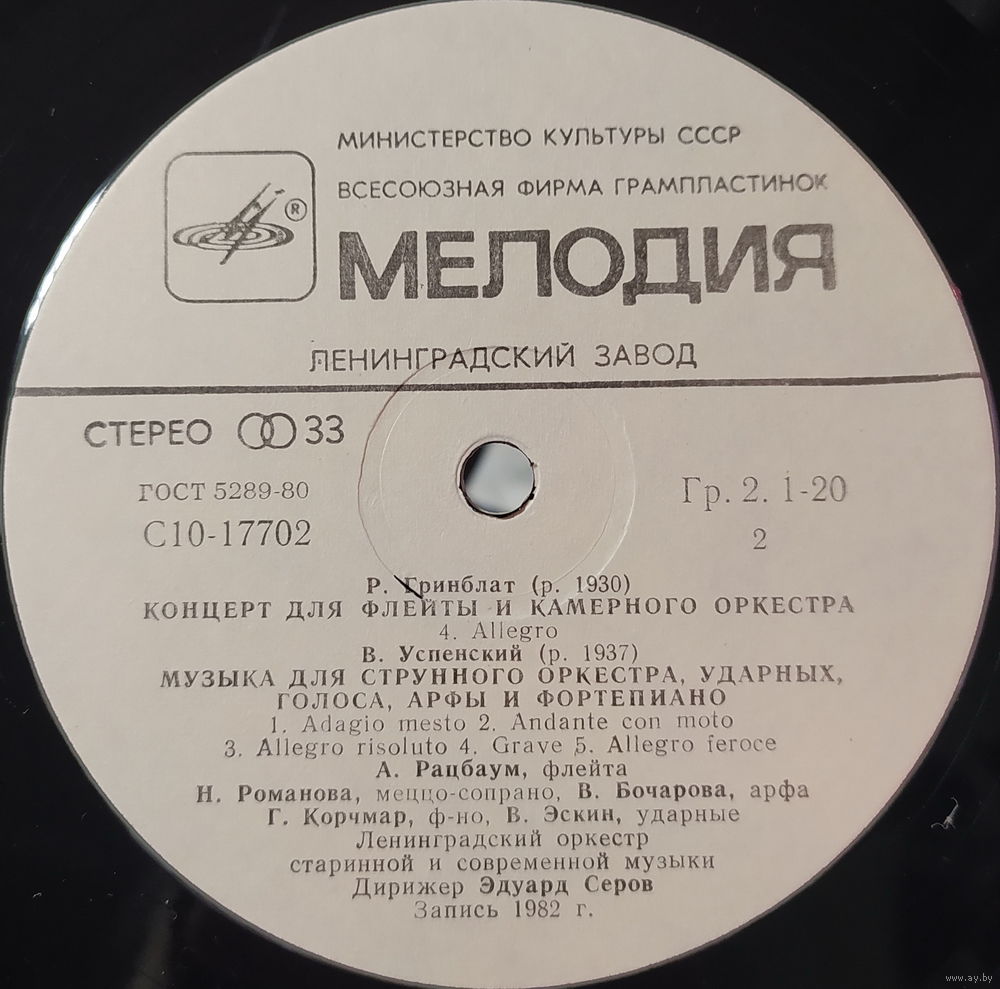 МИНИСТЕРСТВО КУЛЬТУРЫ СССР
ВСЕСОЮЗНАЯ ФИРМА ГРАМПЛАСТИНОК
®
МЕЛОДИЯ
ЛЕНИНГРАДСКИЙ ЗАВОД
СТЕРЕО 33
ГОСТ 5289-80
Гр. 2. 1-20
С10-17702
2
Р. Гринблат (р. 1930)
КОНЦЕРТ ДЛЯ ФЛЕЙТЫ И КАМЕРНОГО ОРКЕСТРА
4. Allegro
В. Успенский (р. 1937)
МУЗЫКА ДЛЯ СТРУННОГО ОРКЕСТРА, УДАРНЫХ,
ГОЛОСА, АРФЫ И ФОРТЕПИАНО
1. Adagio mesto 2. Andante con moto
3. Allegro risoluto 4. Grave 5. Allegro feroce
А. Рацбаум, флейта
Н. Романова, меццо-сопрано, В. Бочарова, арфа
Г. Корчмар, ф-но, В. Эскин, ударные
Ленинградский оркестр
старинной и современной музыки
Дирижер Эдуард Серов
Запись 1982 г.
www.ay.by